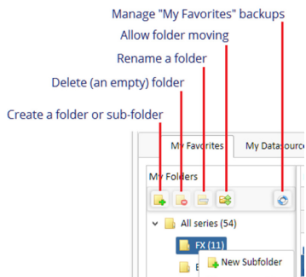 Manage "My Favorites" backups
Allow folder moving
Rename a folder
Delete (an empty) folder
Create a folder or sub-folder
My Favorites
My Datasourc
My Folders
All series (54)
FX (11)
New Subfolder